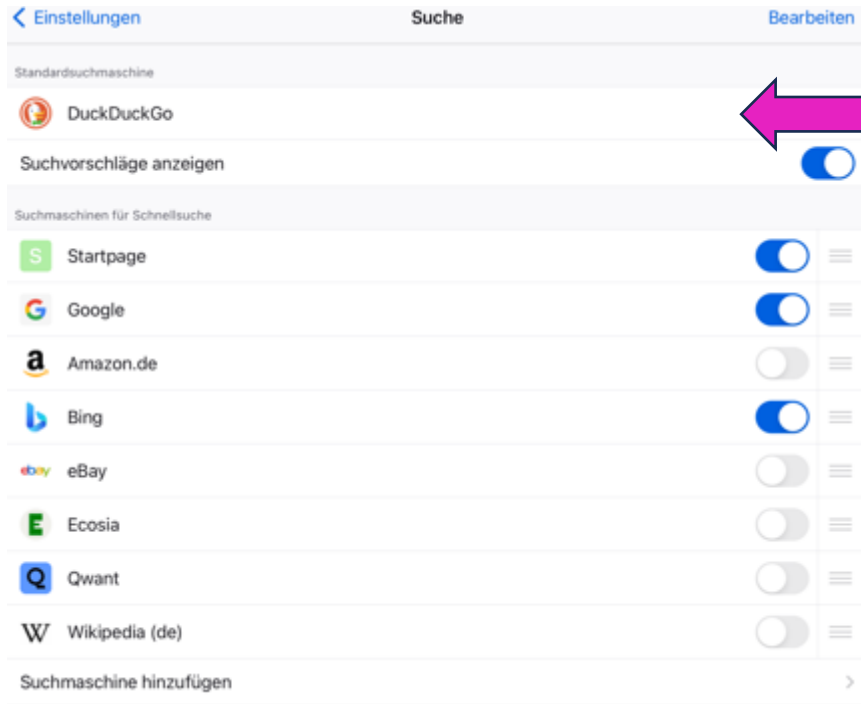 Einstellungen Suche Bearbeiten
Standardsuchmaschine
DuckDuckGo
Suchvorschläge anzeigen
Suchmaschinen für Schnellsuche
S Startpage
G Google
a Amazon.de
b Bing
ebay eBay
E Ecosia
Q Qwant
W Wikipedia (de)
Suchmaschine hinzufügen